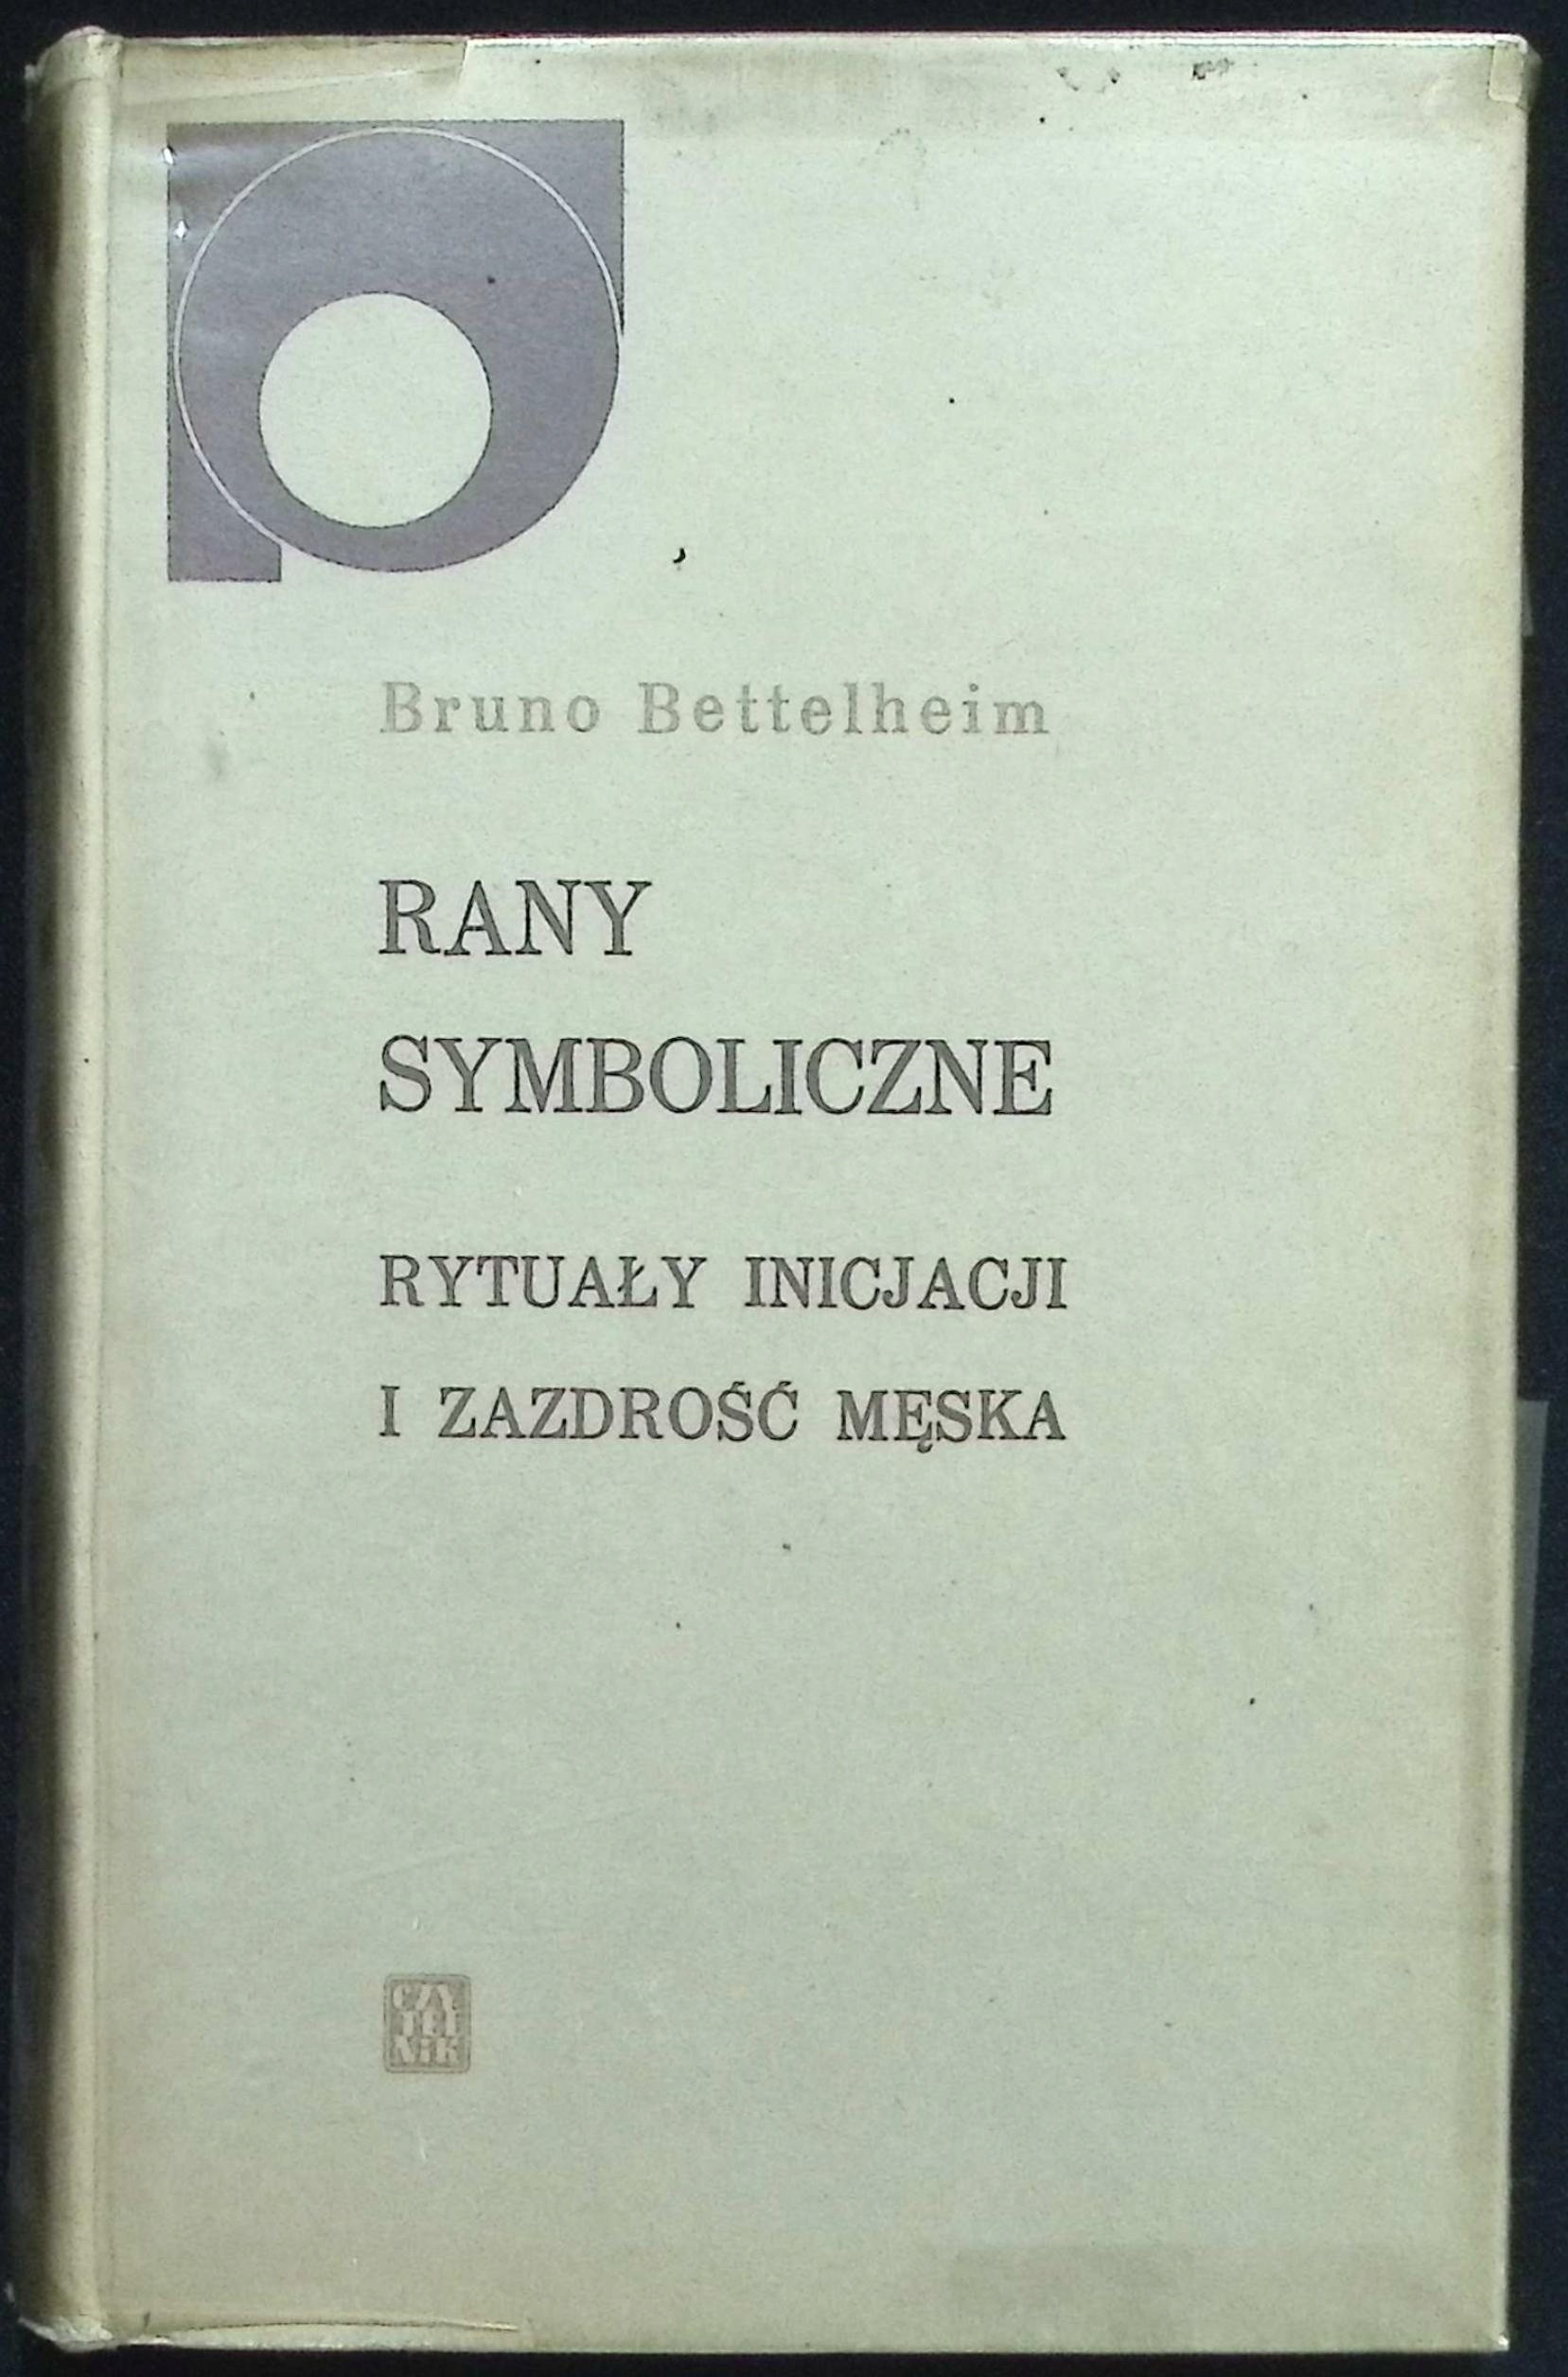 Bruno Bettelheim
RANY
SYMBOLICZNE
RYTUAŁY INICJACJI
I ZAZDROŚĆ MĘSKA
CZY
TEL
NIK